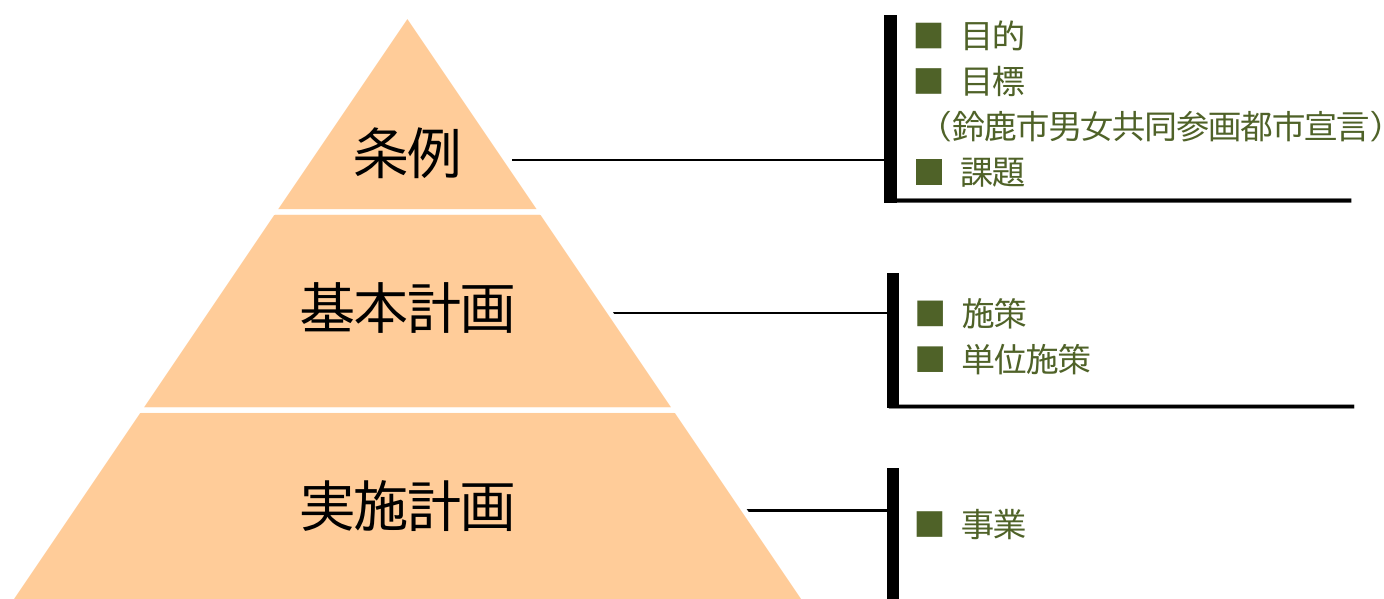 条例
■ 目的
■ 目標
（鈴鹿市男女共同参画都市宣言）
■ 課題
基本計画
■ 施策
■ 単位施策
実施計画
■ 事業